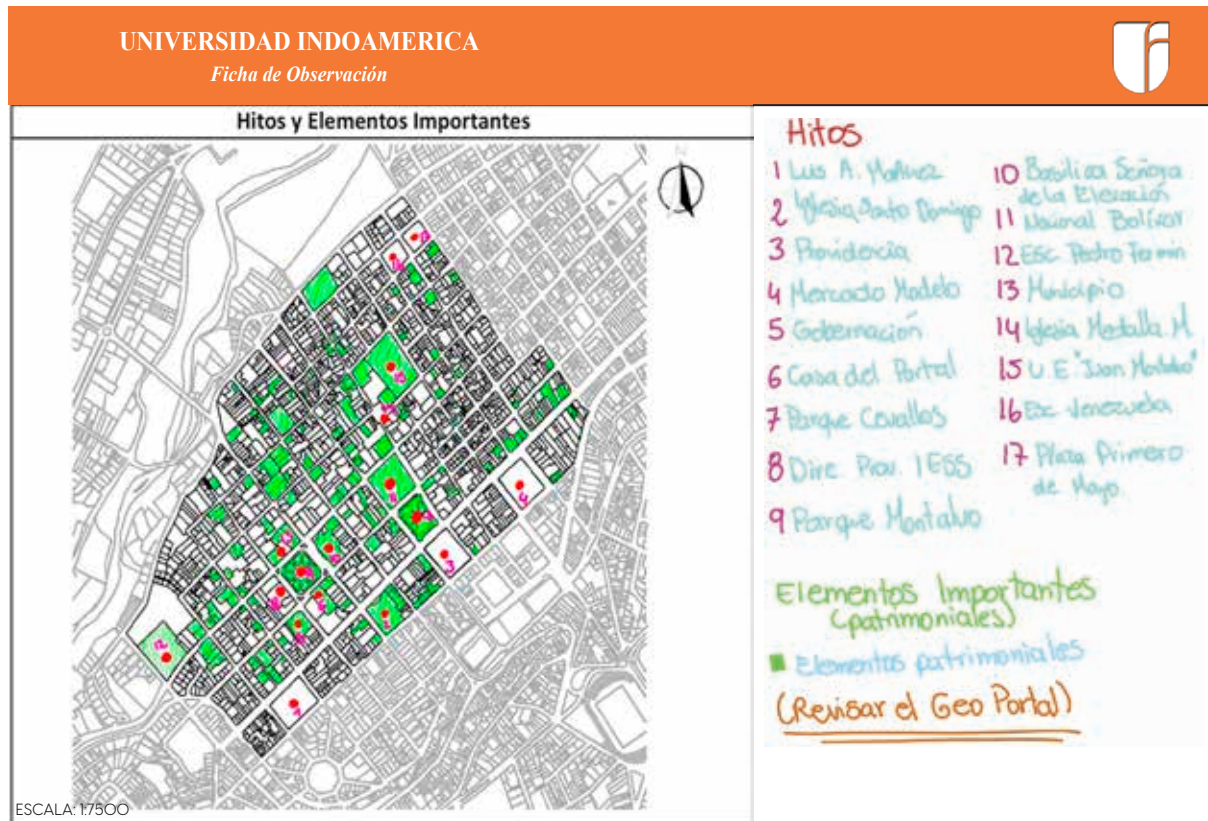 UNIVERSIDAD INDOAMERICA
Ficha de Observación
Hitos y Elementos Importantes
ESCALA: 1:7500
Hitos
1 Luis A.
2 Iglesia Santo Domingo
3 Providencia
4 Mercado Modelo
5 Gobernación
6 Casa del Portal
7 Parque Cevallos
8 Dire. Prov. IESS
9 Parque Montalvo
10 Basílica Señora
de la Elevación
11 Nacional Bolívar
12 Esc. Pedro Fermin
13 Municipio
14 Iglesia Medalla M.
15 U.E "Juan Montalvo"
16 Esc. Venezuela
17 Plaza Primero
de Mayo
Elementos Importantes
(patrimoniales)
Elementos patrimoniales
(Revisar el Geo Portal)